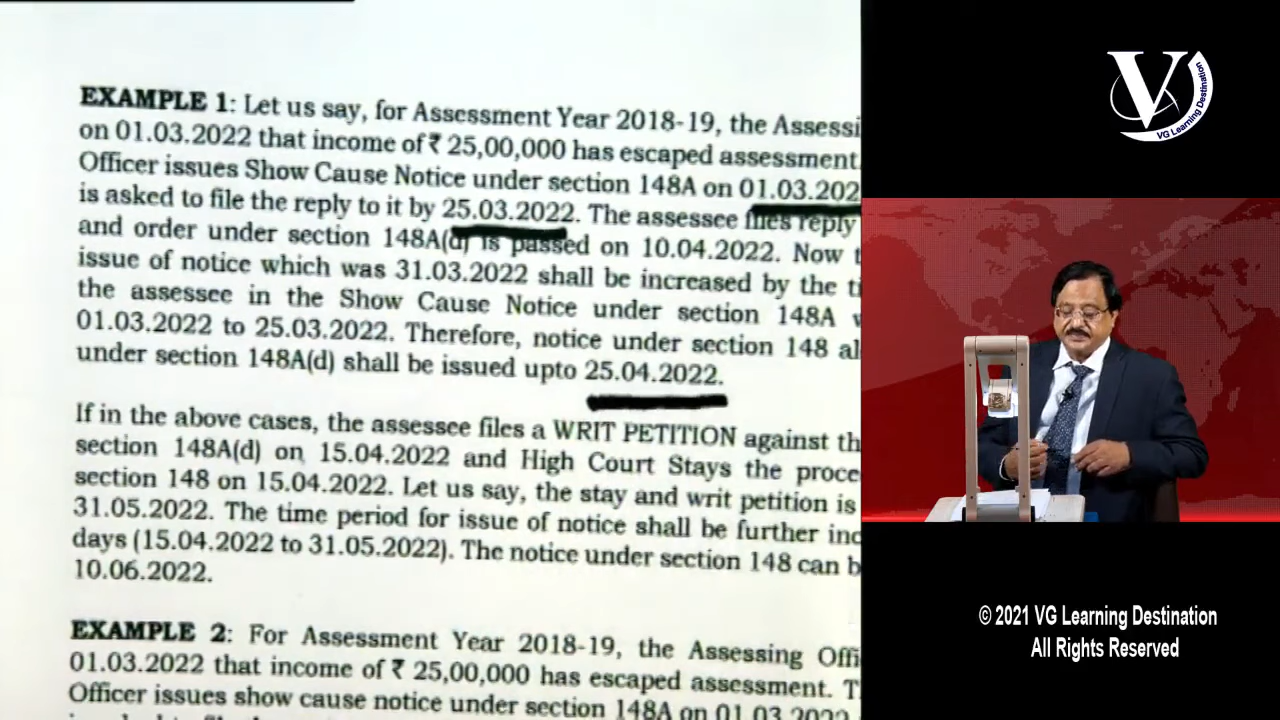 EXAMPLE 1: Let us say, for Assessment Year 2018-19, the Assessi
on 01.03.2022 that income of ₹ 25,00,000 has escaped assessment.
Officer issues Show Cause Notice under section 148A on 01.03.202
is asked to file the reply to it by 25.03.2022. The assessee files reply
and order under section 148A(d) is passed on 10.04.2022. Now t
issue of notice which was 31.03.2022 shall be increased by the ti
the assessee in the Show Cause Notice under section 148A v
01.03.2022 to 25.03.2022. Therefore, notice under section 148 al
under section 148A(d) shall be issued upto 25.04.2022.
If in the above cases, the assessee files a WRIT PETITION against th
section 148A(d) on 15.04.2022 and High Court Stays the proce
section 148 on 15.04.2022. Let us say, the stay and writ petition is
31.05.2022. The time period for issue of notice shall be further inc
days (15.04.2022 to 31.05.2022). The notice under section 148 can b
10.06.2022.
EXAMPLE 2: For Assessment Year 2018-19, the Assessing Offi
01.03.2022 that income of ₹ 25,00,000 has escaped assessment. T
Officer issues show cause notice under section 148A on 01.03.2022
V
VG Learning Destination
© 2021 VG Learning Destination
All Rights Reserved